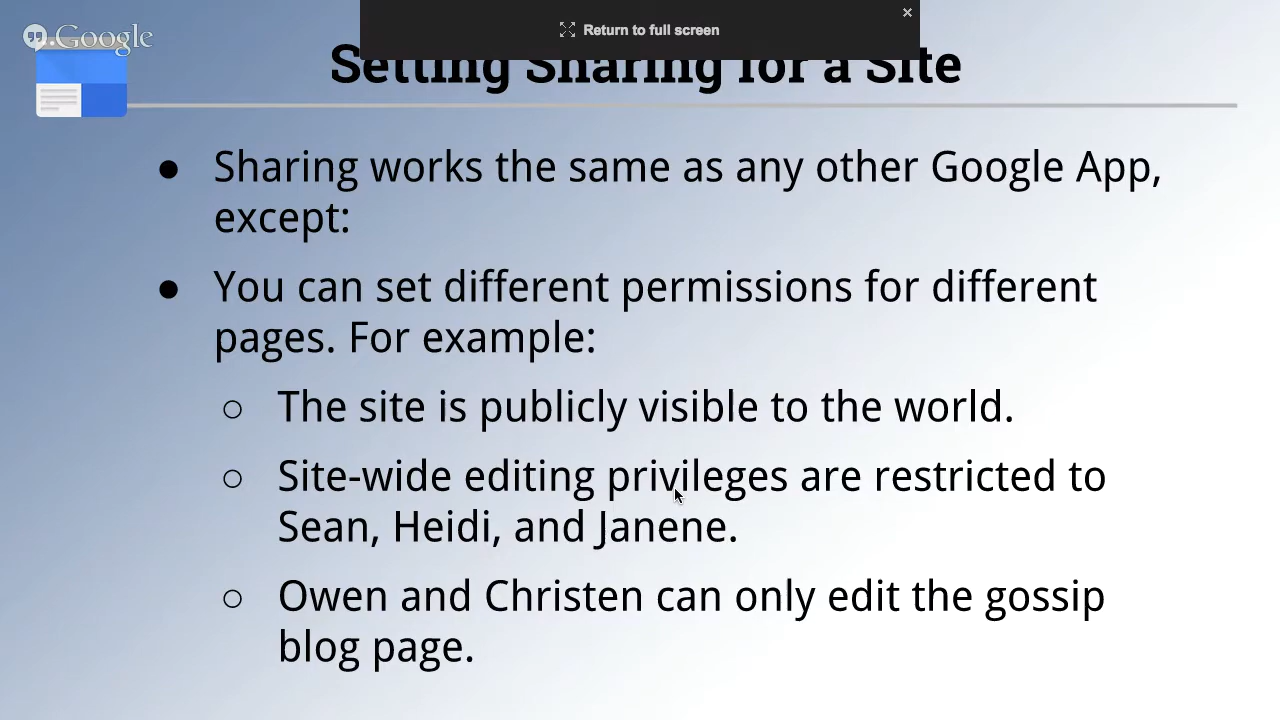 Google
Return to full screen
Setting Sharing for a Site
● Sharing works the same as any other Google App,
except:
● You can set different permissions for different
pages. For example:
○ The site is publicly visible to the world.
○ Site-wide editing privileges are restricted to
Sean, Heidi, and Janene.
○ Owen and Christen can only edit the gossip
blog page.